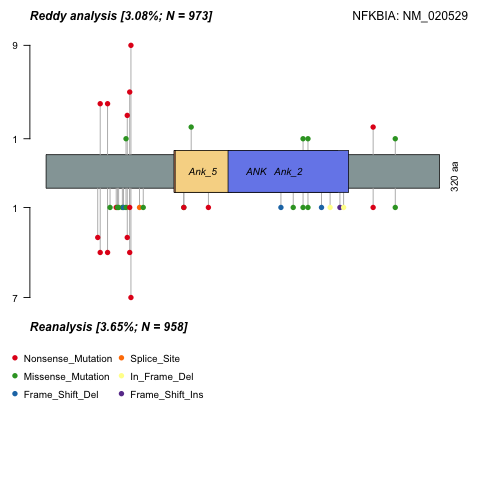 Reddy analysis [3.08%; N = 973]
NFKBIA: NM_020529
9
1
Ank_5
ANK
Ank_2
320 aa
1
7
Reanalysis [3.65%; N = 958]
Nonsense_Mutation
Splice_Site
Missense_Mutation
In_Frame_Del
Frame_Shift_Del
Frame_Shift_Ins